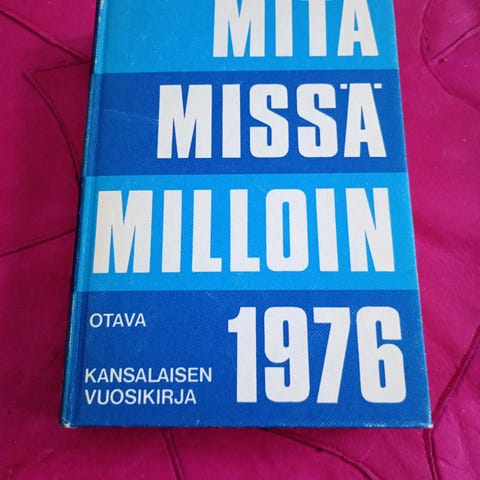 MITÄ
MISSÄ
MILLOIN
OTAVA
1976
KANSALAISEN
VUOSIKIRJA